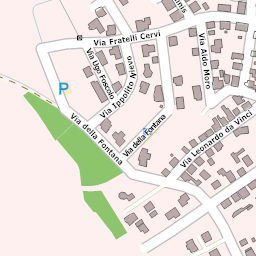 inis
Via Fratelli Cervi
Via Aldo Moro
Via Ugo Foscolo
Via Ippolito Nievo
P
Via della Fontana
Via della Fontana
Via Leonardo da Vinci